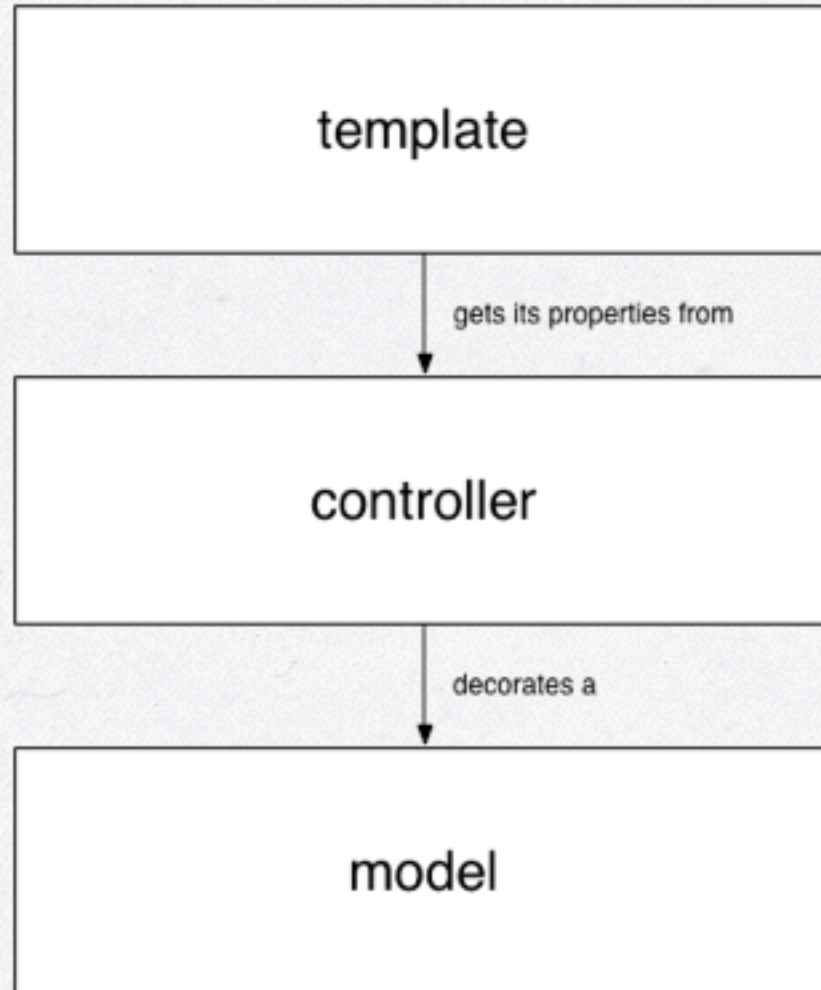 template
gets its properties from
controller
decorates a
model